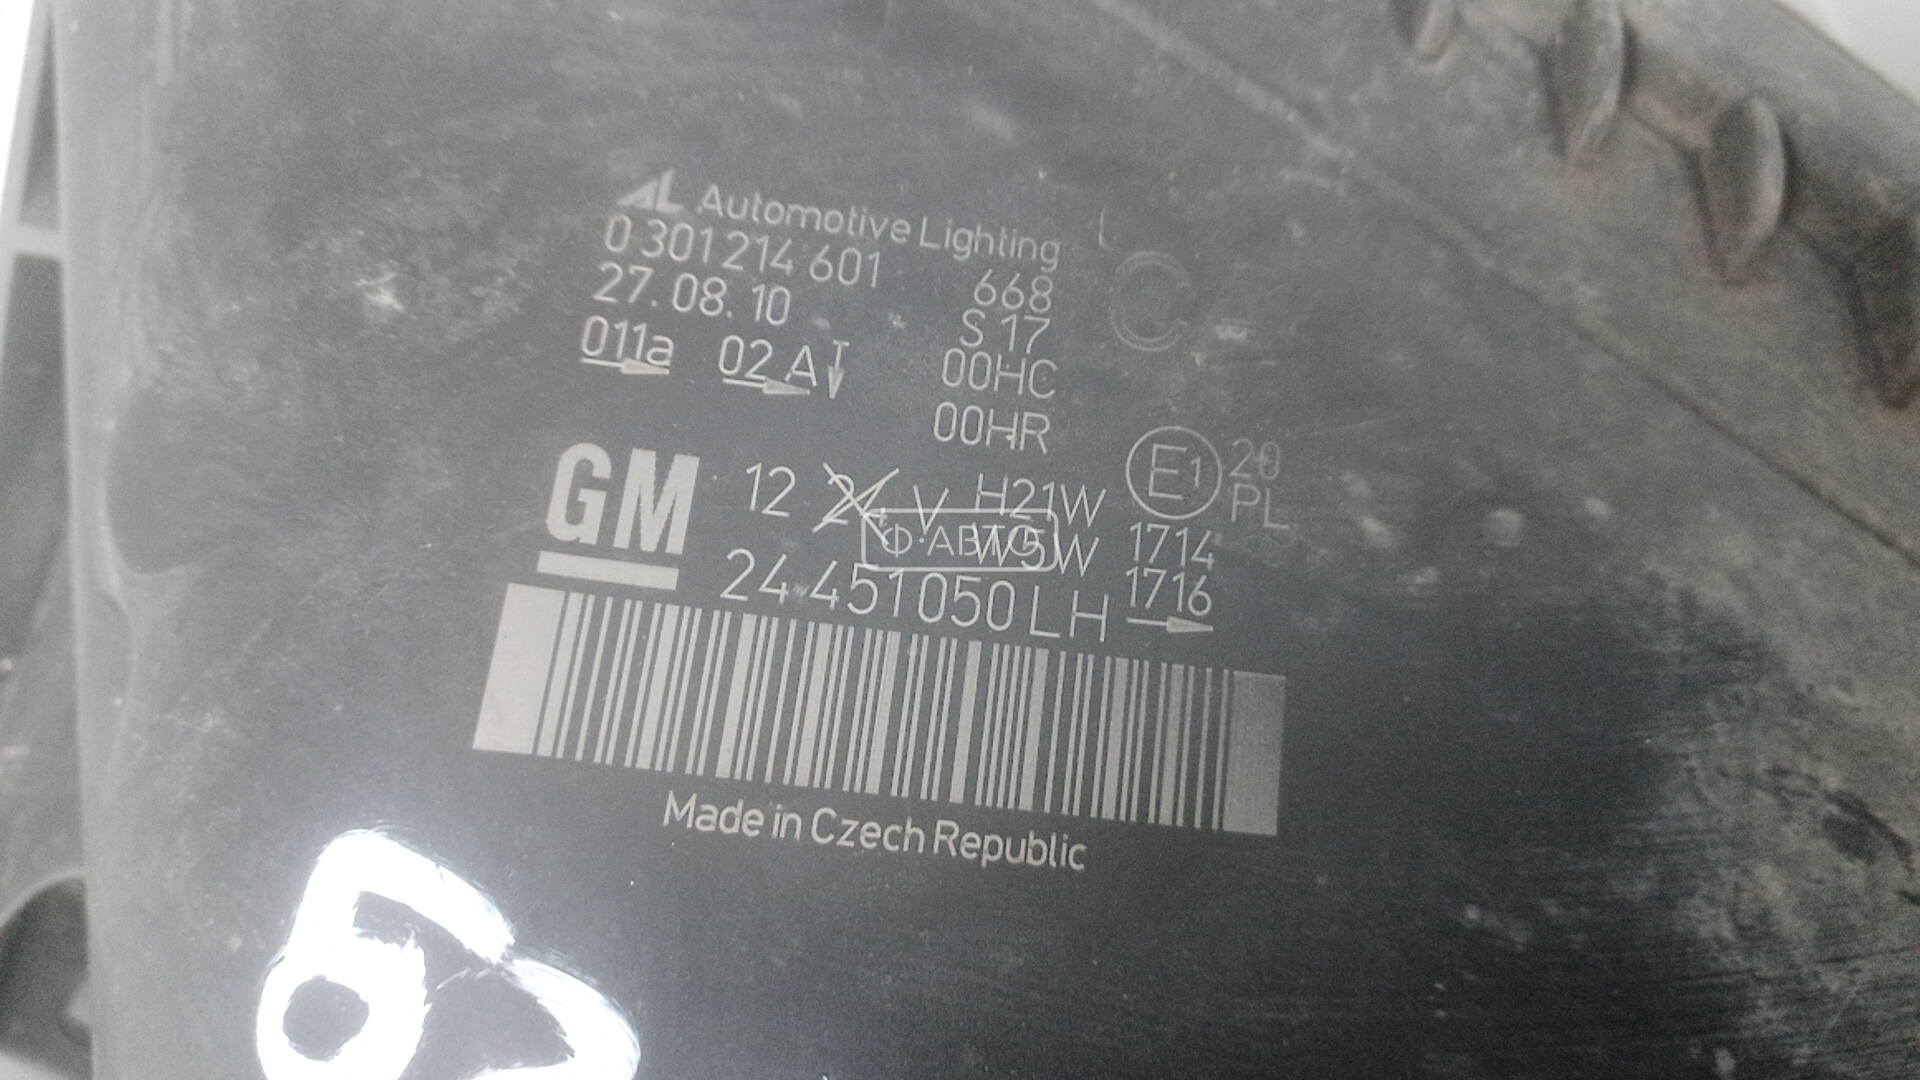 AL Automotive Lighting
0 301 214 601 668
27.08.10 S 17
011a 02 A 00HC
00HR
GM 12 24 V H21W E1 20
W5W PL
Ф·АВТО
1714
24 451 050 LH 1716
Made in Czech Republic